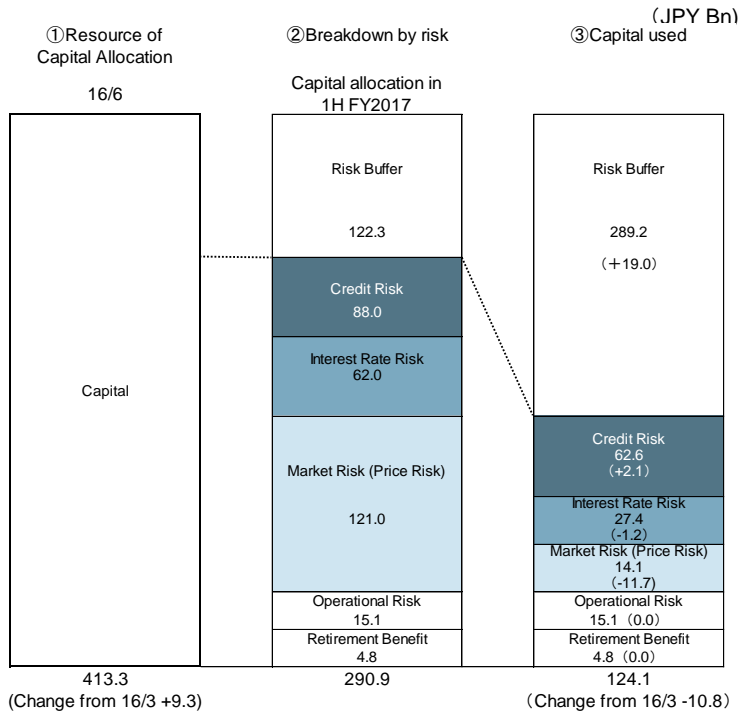 （JPY Bn)
①Resource of
Capital Allocation
16/6
Capital
413.3
(Change from 16/3 +9.3)
②Breakdown by risk
Capital allocation in
1H FY2017
Risk Buffer
122.3
Credit Risk
88.0
Interest Rate Risk
62.0
Market Risk (Price Risk)
121.0
Operational Risk
15.1
Retirement Benefit
4.8
290.9
③Capital used
Risk Buffer
289.2
（＋19.0）
Credit Risk
62.6
(+2.1)
Interest Rate Risk
27.4
(-1.2)
Market Risk (Price Risk)
14.1
(-11.7)
Operational Risk
15.1（0.0）
Retirement Benefit
4.8（0.0）
124.1
（Change from 16/3 -10.8）